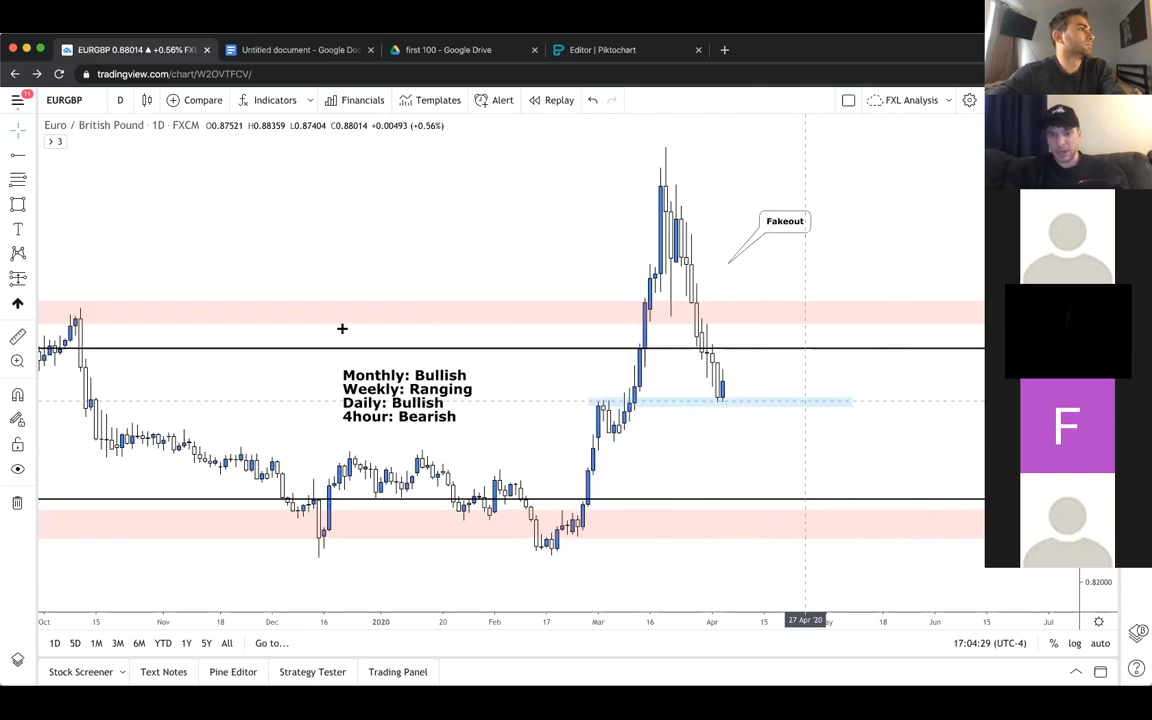 EURGBP 0.88014 ▲ +0.56% FXL
Untitled document - Google Doc
first 100 - Google Drive
Editor | Piktochart
tradingview.com/chart/W2OVTFCV/
11
EURGBP D Compare Indicators Financials Templates Alert Replay FXL Analysis
Euro / British Pound · 1D · FXCM O0.87521 H0.88359 L0.87404 C0.88014 +0.00493 (+0.56%)
3
Fakeout
Monthly: Bullish
Weekly: Ranging
Daily: Bullish
4hour: Bearish
F
0.82000
Oct 15 Nov 18 Dec 16 2020 20 Feb 17 Mar 16 Apr 15 27 Apr '20 ay 18 Jun 15 Jul
1D 5D 1M 3M 6M YTD 1Y 5Y All Go to...
17:04:29 (UTC-4) % log auto
Stock Screener Text Notes Pine Editor Strategy Tester Trading Panel